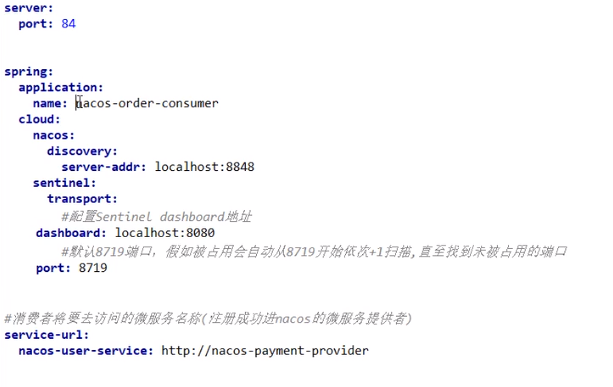 server:
  port: 84
spring:
  application:
    name: nacos-order-consumer
  cloud:
    nacos:
      discovery:
        server-addr: localhost:8848
    sentinel:
      transport:
        #配置Sentinel dashboard地址
    dashboard: localhost:8080
        #默认8719端口，假如被占用会自动从8719开始依次+1扫描,直至找到未被占用的端口
    port: 8719
#消费者将要去访问的微服务名称(注册成功进nacos的微服务提供者)
service-url:
  nacos-user-service: http://nacos-payment-provider